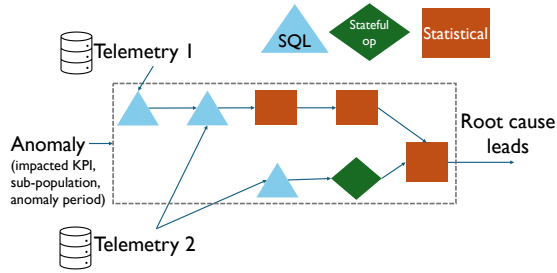 Telemetry 1
SQL
Stateful
op
Statistical
Anomaly
(impacted KPI,
sub-population,
anomaly period)
Root cause
leads
Telemetry 2